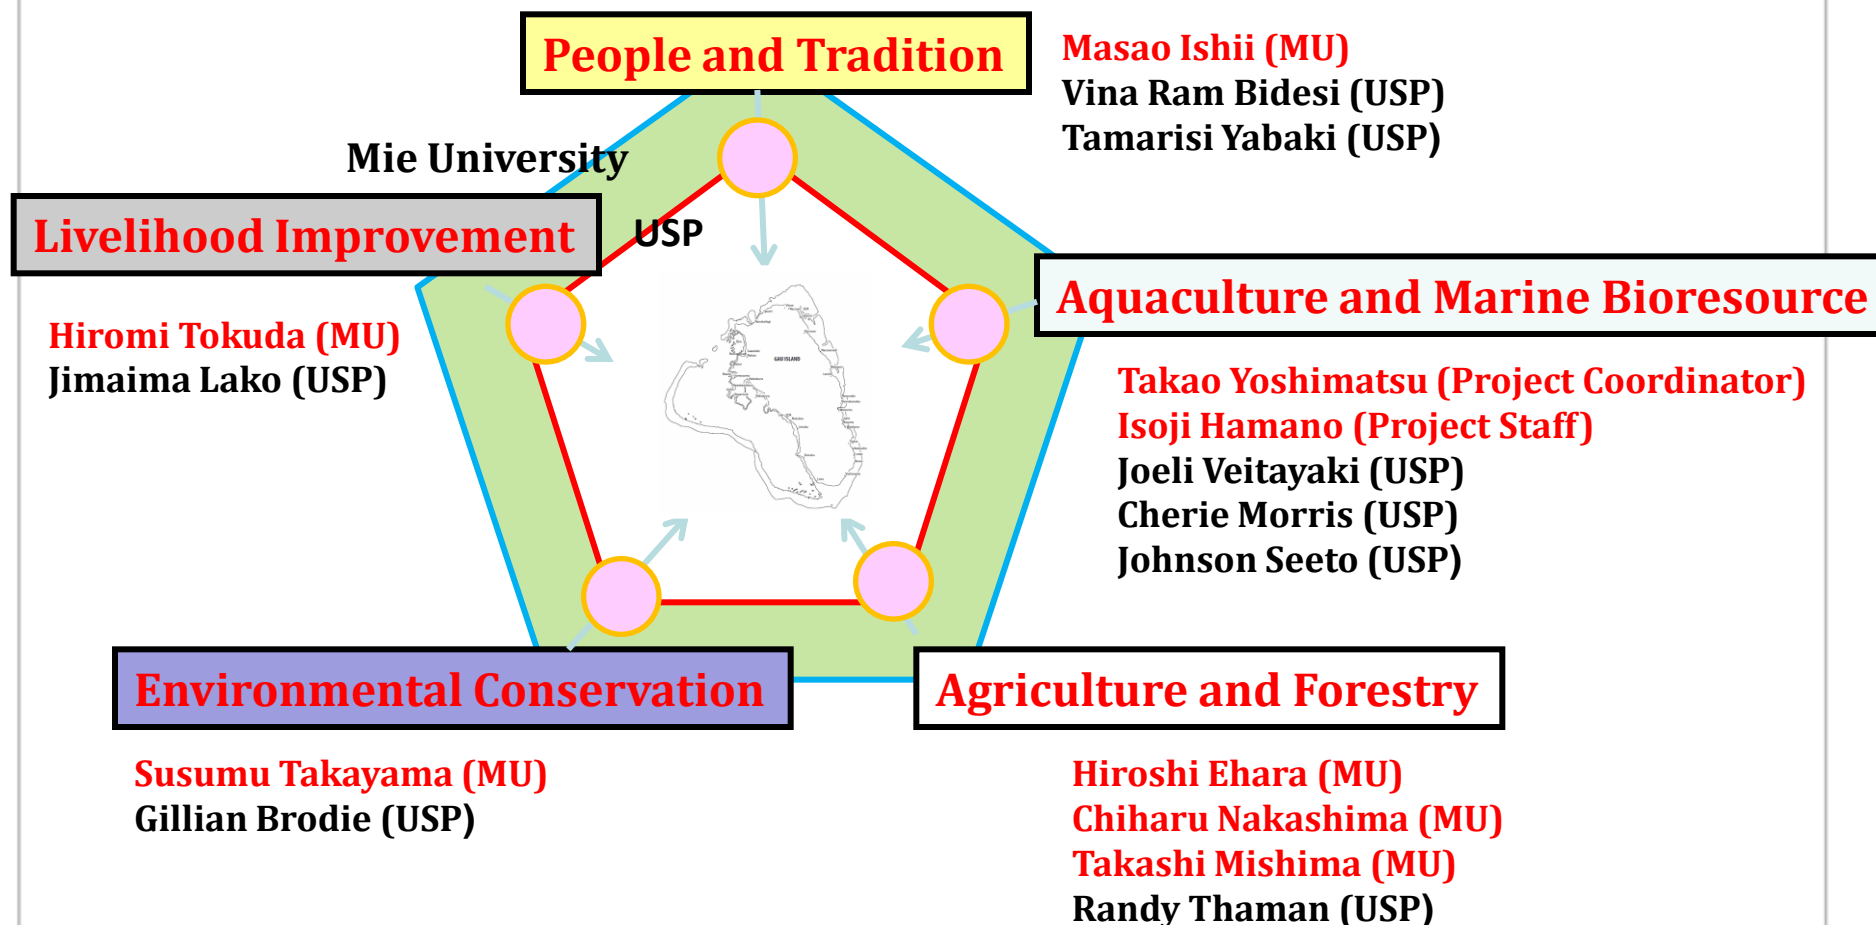 People and Tradition
Masao Ishii (MU)
Vina Ram Bidesi (USP)
Tamarisi Yabaki (USP)
Mie University
Livelihood Improvement
USP
Hiromi Tokuda (MU)
Jimaima Lako (USP)
Aquaculture and Marine Bioresource
Takao Yoshimatsu (Project Coordinator)
Isoji Hamano (Project Staff)
Joeli Veitayaki (USP)
Cherie Morris (USP)
Johnson Seeto (USP)
GAU ISLAND
Environmental Conservation
Susumu Takayama (MU)
Gillian Brodie (USP)
Agriculture and Forestry
Hiroshi Ehara (MU)
Chiharu Nakashima (MU)
Takashi Mishima (MU)
Randy Thaman (USP)